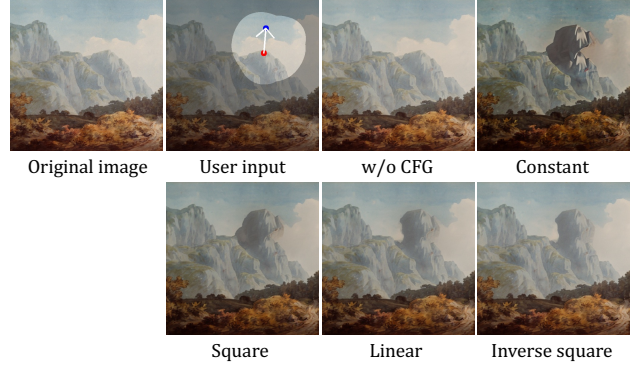 Original image
User input
w/o CFG
Constant
Square
Linear
Inverse square